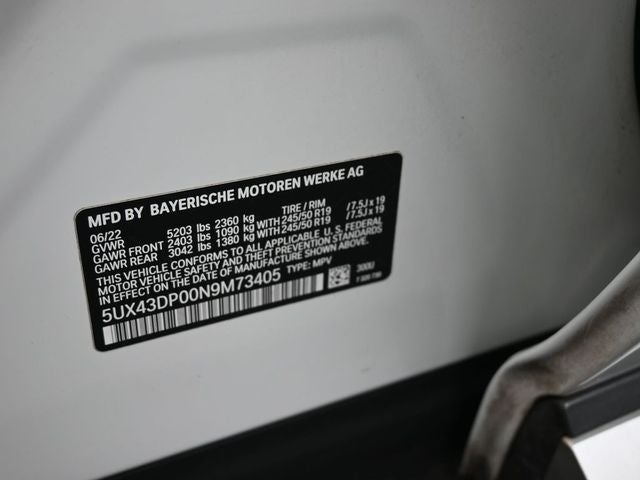 MFD BY BAYERISCHE MOTOREN WERKE AG
06/22 TIRE / RIM
GVWR 5203 lbs 2360 kg
GAWR FRONT 2403 lbs 1090 kg 245/50 R19 /7.5J x 19
GAWR REAR 3042 lbs 1380 kg WITH 245/50 R19 /7.5J x 19
THIS VEHICLE CONFORMS TO ALL APPLICABLE U. S. FEDERAL
MOTOR VEHICLE SAFETY AND THEFT PREVENTION STANDARDS
IN EFFECT ON THE DATE OF MANUFACTURE SHOWN ABOVE.
5UX43DP00N9M73405 TYPE: MPV
300U